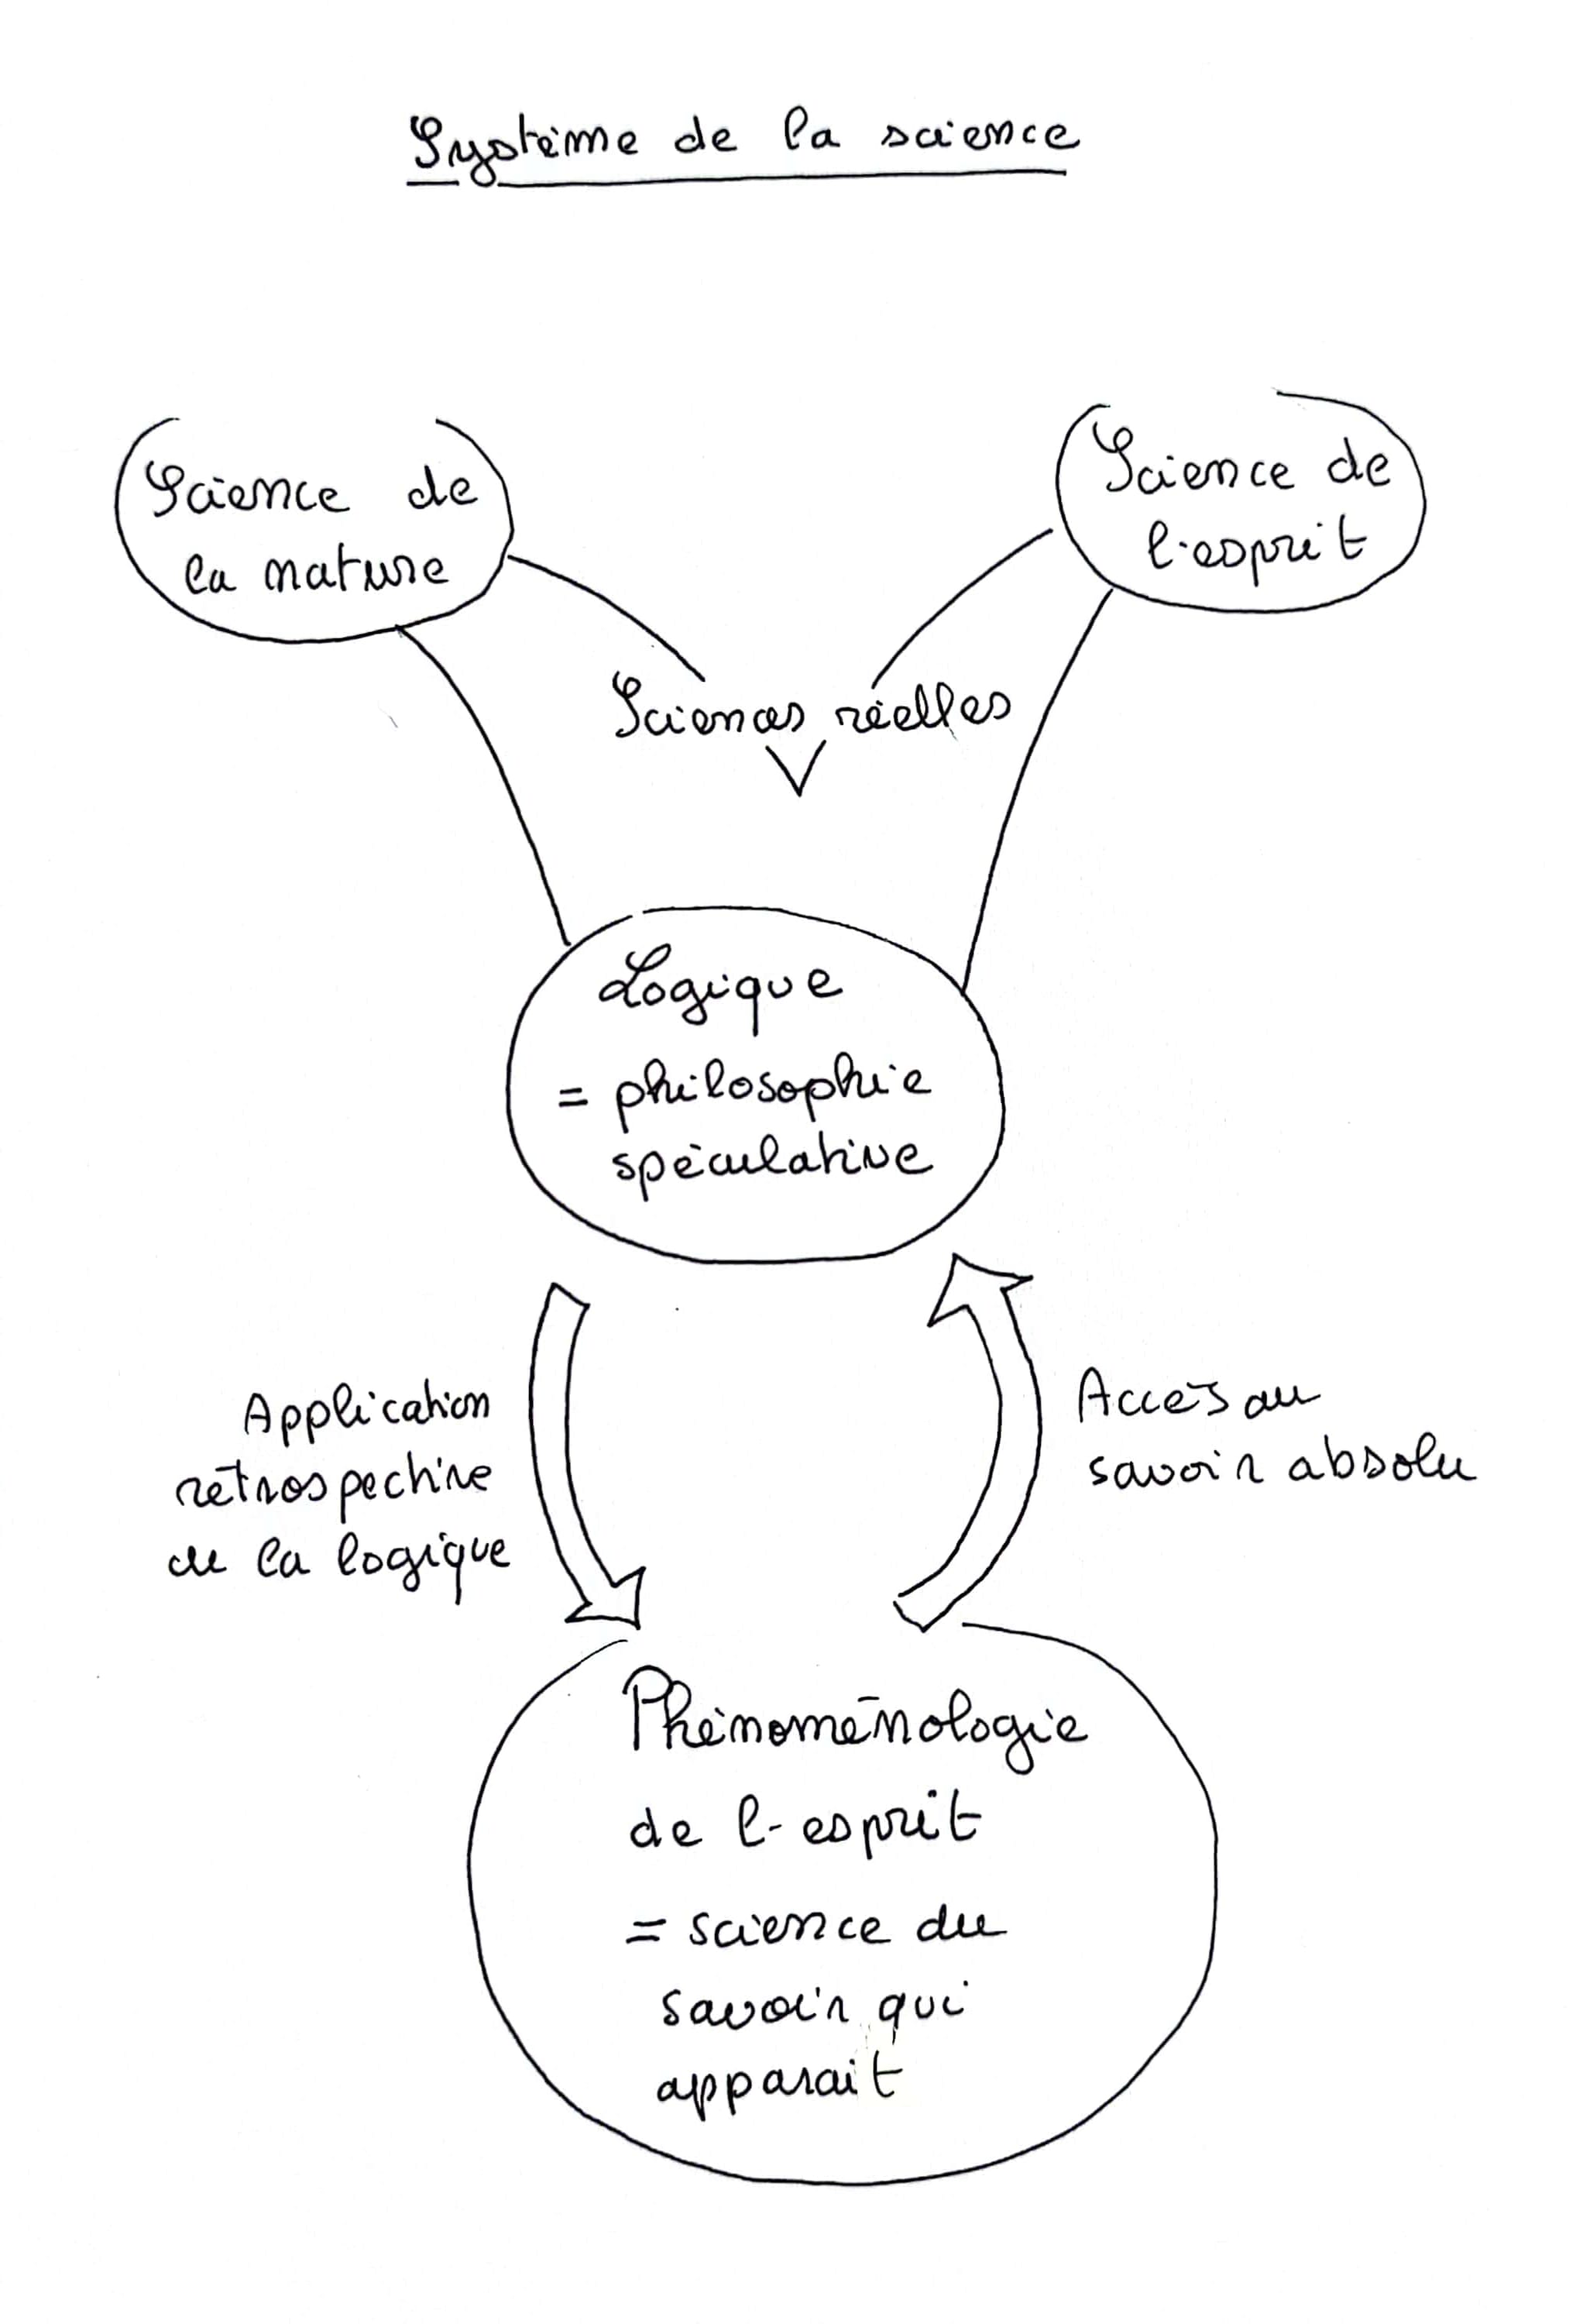 Système de la science
Science de
la nature
Science de
l'esprit
Sciences réelles
Logique
= philosophie
spéculative
Application
rétrospective
de la logique
Accès au
savoir absolu
Phénoménologie
de l'esprit
= science du
savoir qui
apparait